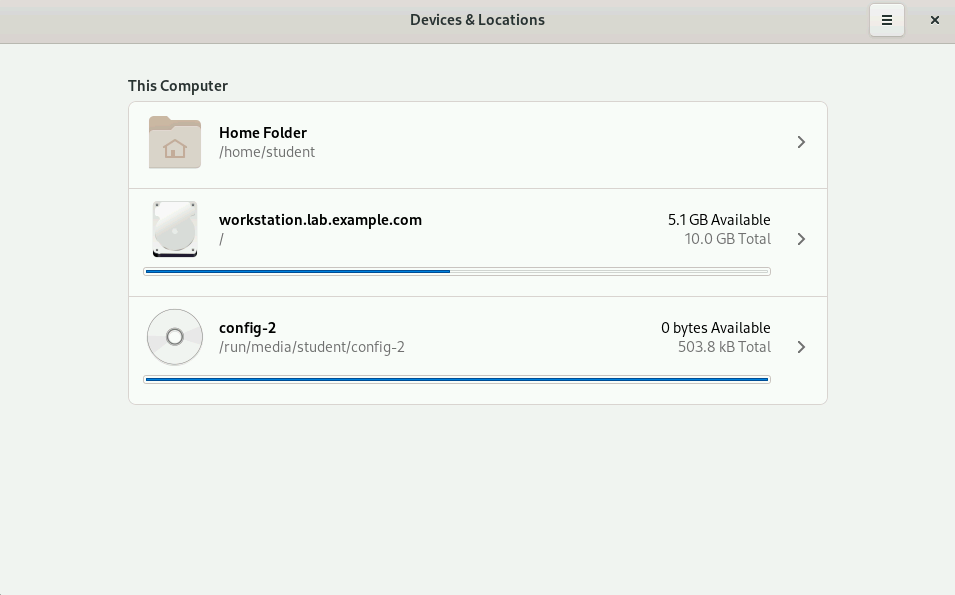 Devices & Locations
This Computer
Home Folder
/home/student
workstation.lab.example.com
5.1 GB Available
/
10.0 GB Total
config-2
0 bytes Available
/run/media/student/config-2
503.8 kB Total